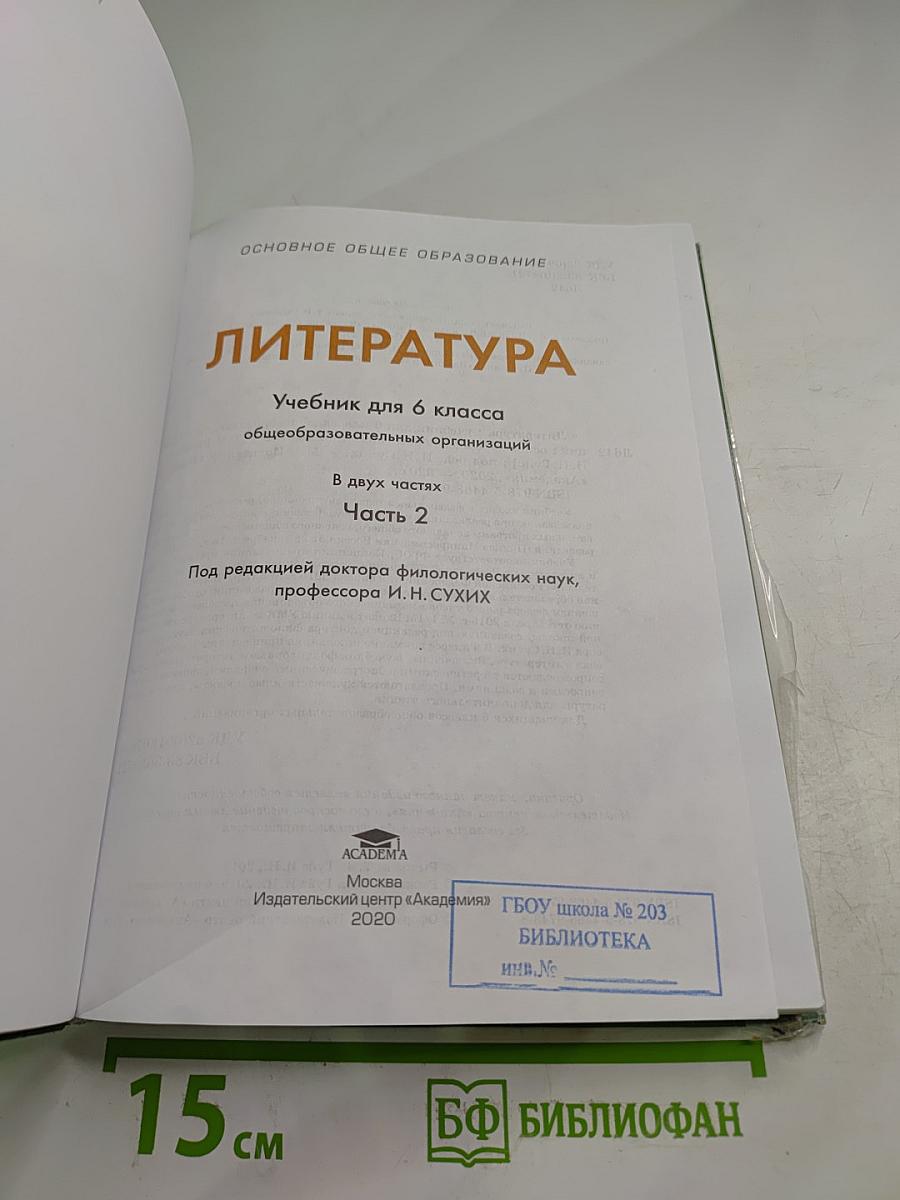 ОСНОВНОЕ ОБЩЕЕ ОБРАЗОВАНИЕ
ЛИТЕРАТУРА
Учебник для 6 класса
общеобразовательных организаций
В двух частях
Часть 2
Под редакцией доктора филологических наук,
профессора И. Н. СУХИХ
ACADEMA
Москва
Издательский центр «Академия»
2020
ГБОУ школа № 203
БИБЛИОТЕКА
инв.№
15 см
БФ БИБЛИОФАН